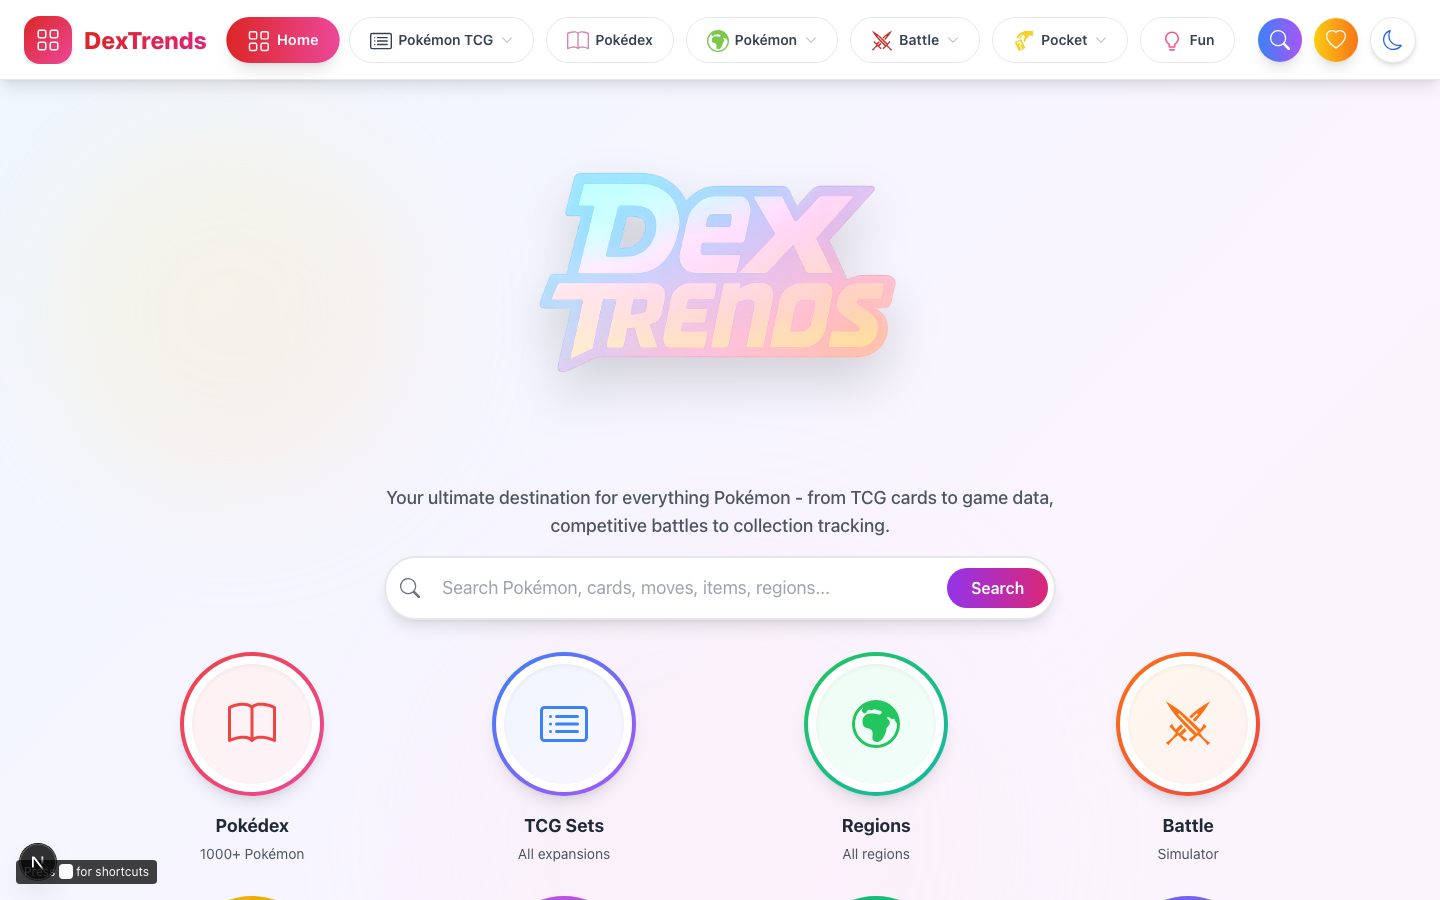 DexTrends
Home
Pokémon TCG
Pokédex
Pokémon
Battle
Pocket
Fun
Dex
TRENDS
Your ultimate destination for everything Pokémon - from TCG cards to game data,
competitive battles to collection tracking.
Search Pokémon, cards, moves, items, regions...
Search
Pokédex
1000+ Pokémon
TCG Sets
All expansions
Regions
All regions
Battle
Simulator
N
for shortcuts